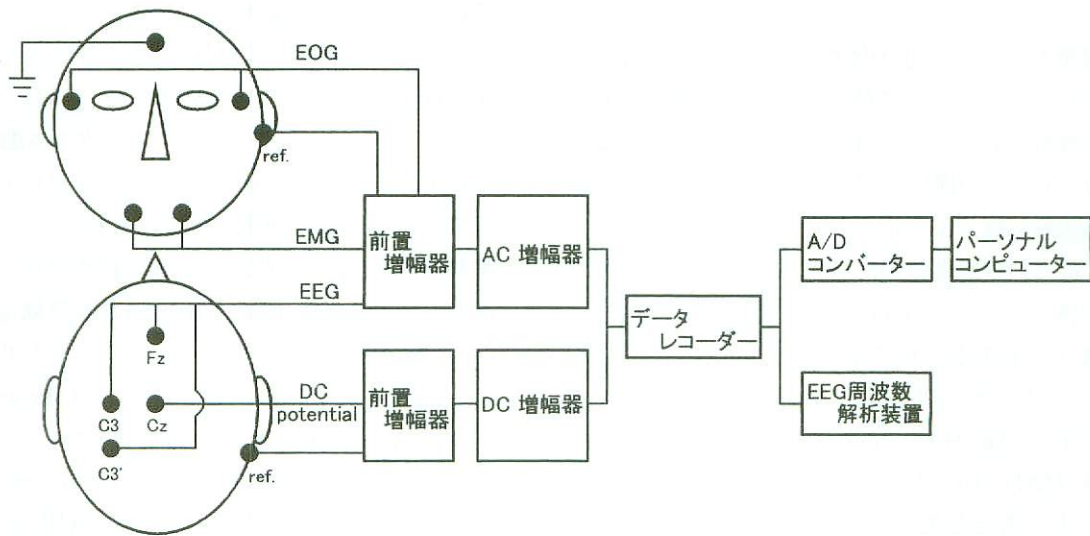 EOG
ref.
EMG
前置
増幅器
AC 増幅器
A/D
コンバーター
パーソナル
コンピューター
EEG
データ
レコーダー
Fz
DC
potential
前置
増幅器
DC 増幅器
EEG周波数
解析装置
C3
Cz
C3'
ref.